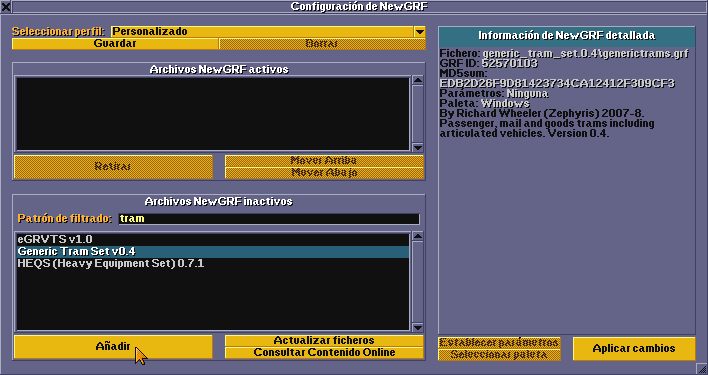 Configuración de NewGRF
Seleccionar perfil: Personalizado
Guardar
Borrar
Archivos NewGRF activos
Retirar
Mover Arriba
Mover Abajo
Archivos NewGRF inactivos
Patrón de filtrado: tram
eGRVTS v1.0
Generic Tram Set v0.4
HEQS (Heavy Equipment Set) 0.7.1
Añadir
Actualizar ficheros
Consultar Contenido Online
Información de NewGRF detallada
Fichero: generic_tram_set.0.4\generictrams.grf
GRF ID: 52570103
MD5sum:
EDB2D26F9D81423734CA12412F309CF3
Parámetros: Ninguna
Paleta: Windows
By Richard Wheeler (Zephyris) 2007-8.
Passenger, mail and goods trams including
articulated vehicles. Version 0.4.
Establecer parámetros
Seleccionar paleta
Aplicar cambios